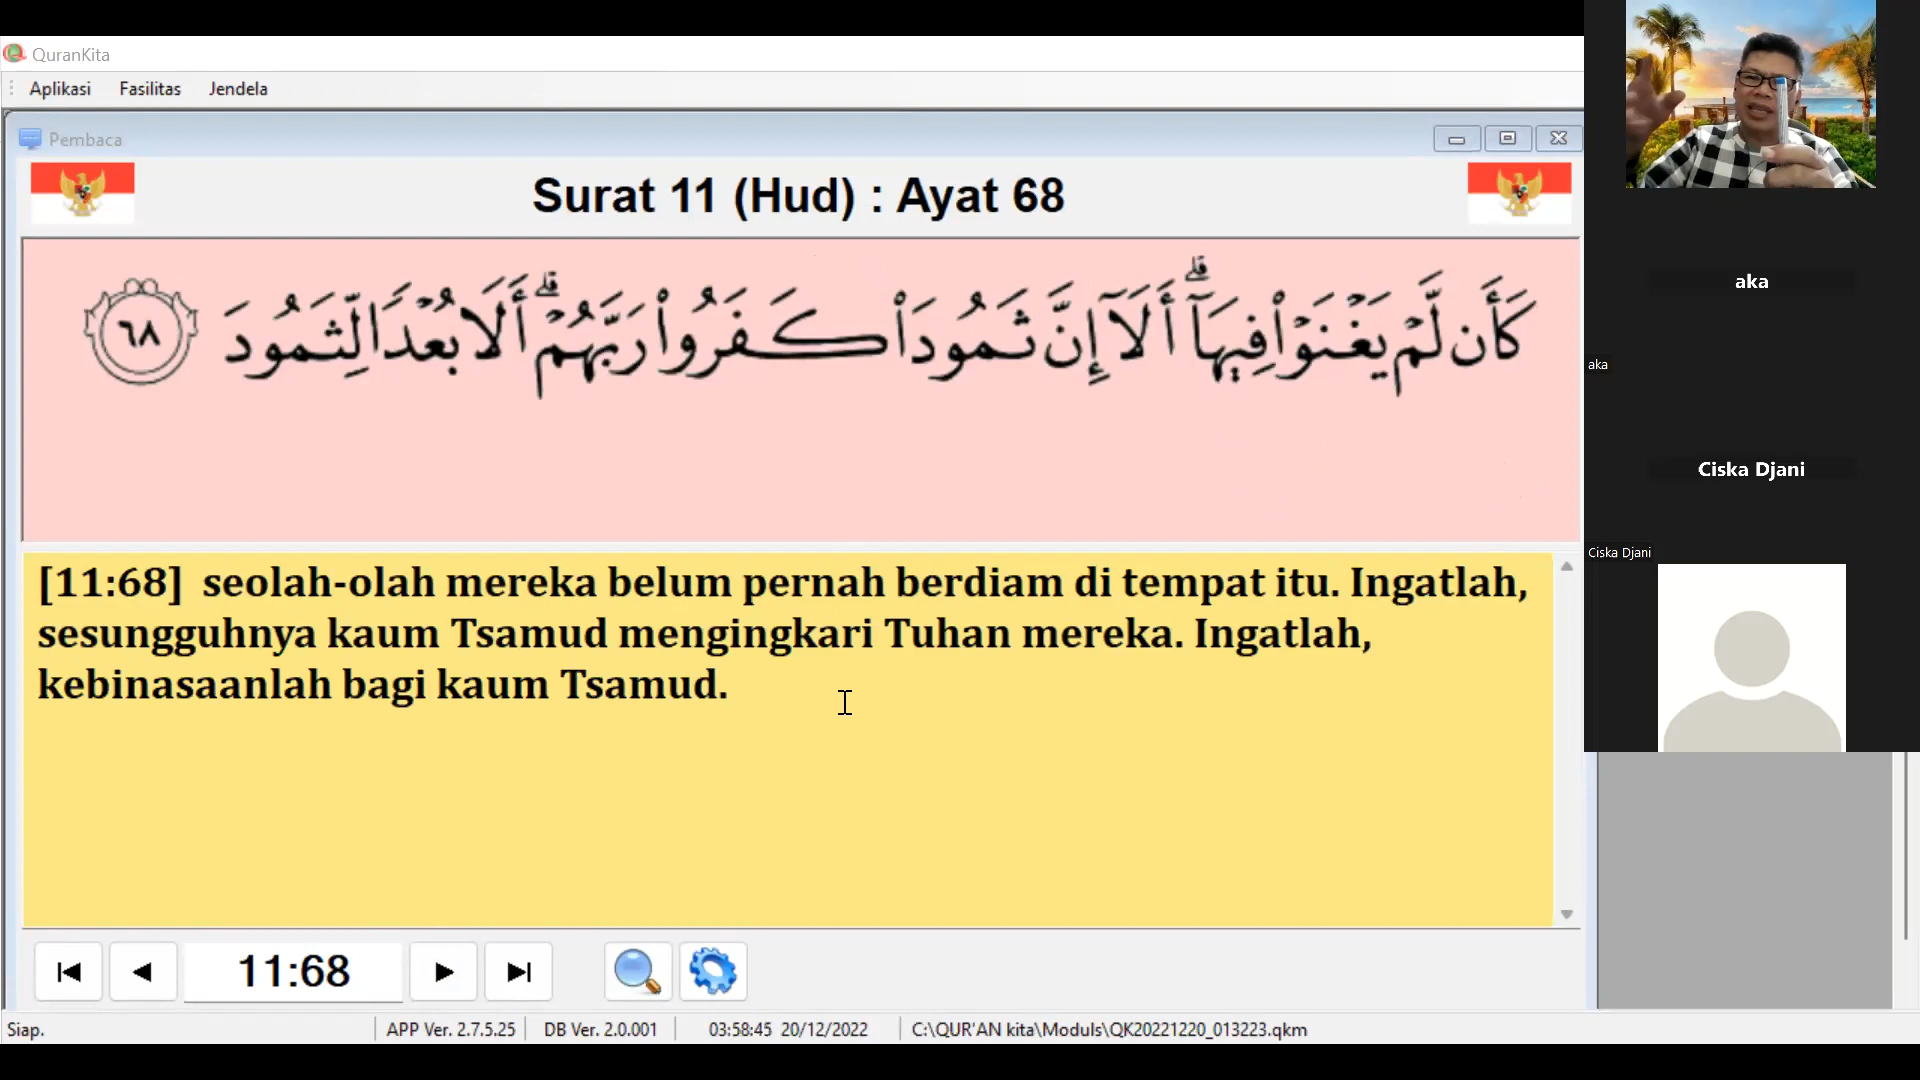 QuranKita
Aplikasi Fasilitas Jendela
Pembaca
Surat 11 (Hud) : Ayat 68
كَأَن لَّمْ يَغْنَوْا۟ فِيهَآ ۗ أَلَآ إِنَّ ثَمُودَا۟ كَفَرُوا۟ رَبَّهُمْ ۗ أَلَا بُعْدًا لِّثَمُودَ ٦٨
[11:68] seolah-olah mereka belum pernah berdiam di tempat itu. Ingatlah,
sesungguhnya kaum Tsamud mengingkari Tuhan mereka. Ingatlah,
kebinasaanlah bagi kaum Tsamud.
11:68
Siap. APP Ver. 2.7.5.25 DB Ver. 2.0.001 03:58:45 20/12/2022 C:\QUR'AN kita\Moduls\QK20221220_013223.qkm
aka
aka
Ciska Djani
Ciska Djani